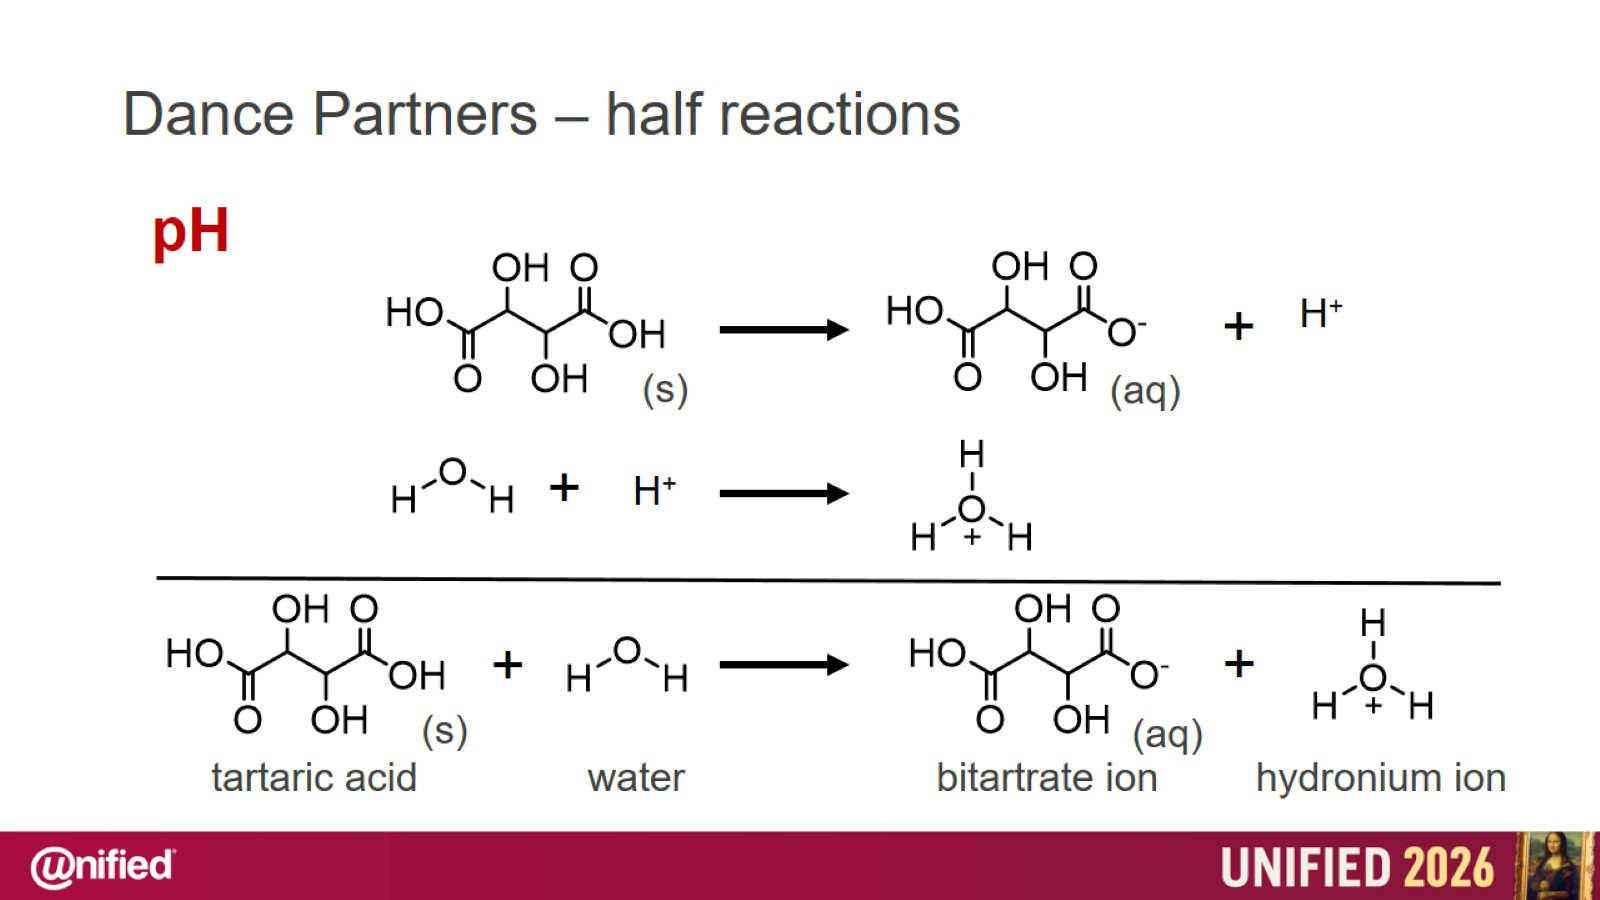 Dance Partners – half reactions
pH
OH O
HO
OH
O OH (s)
OH O
HO
O-
O OH (aq)
+ H+
H O H + H+
H
O
H + H
OH O
HO
OH
O OH (s)
+ H O H
OH O
HO
O-
O OH (aq)
+
H
O
H + H
tartaric acid water bitartrate ion hydronium ion
unified
UNIFIED 2026